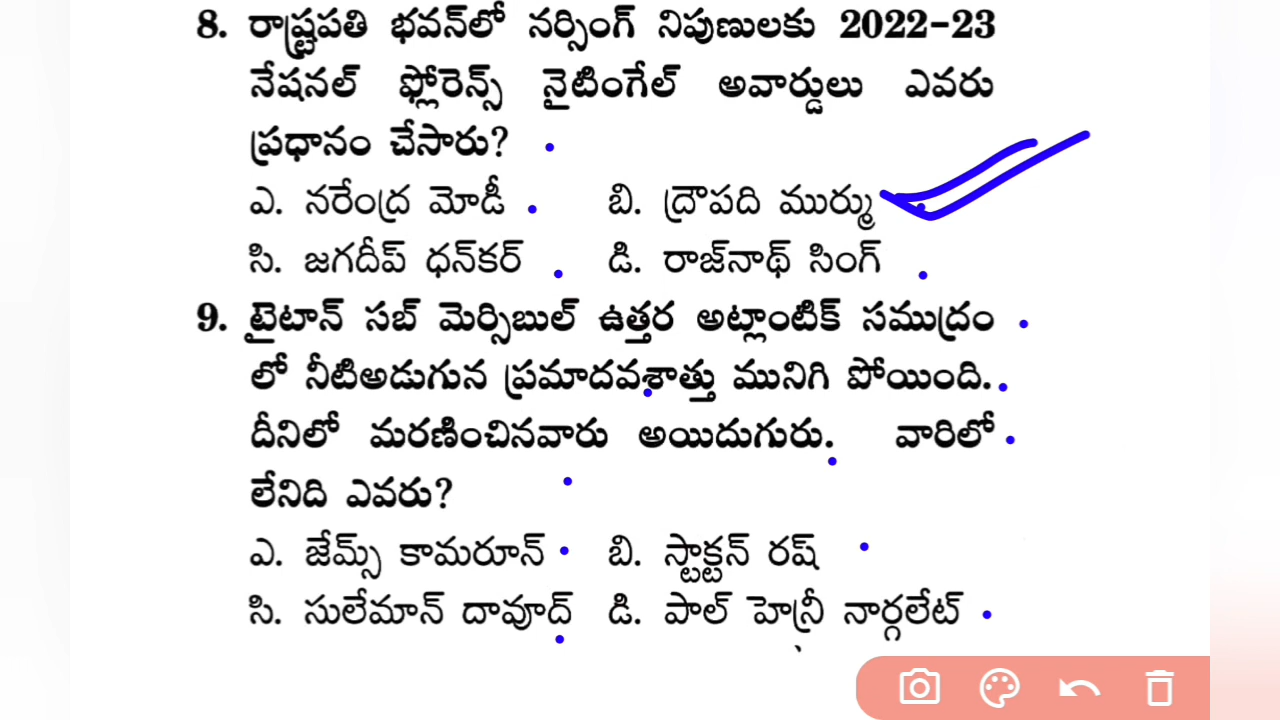 8. రాష్ట్రపతి భవన్‌లో నర్సింగ్ నిపుణులకు 2022-23
నేషనల్ ఫ్లోరెన్స్ నైటింగేల్ అవార్డులు ఎవరు
ప్రధానం చేసారు?
ఎ. నరేంద్ర మోడీ బి. ద్రౌపది ముర్ము
సి. జగదీప్ ధన్‌కర్ డి. రాజ్‌నాథ్ సింగ్
9. టైటాన్ సబ్ మెర్సిబుల్ ఉత్తర అట్లాంటిక్ సముద్రం
లో నీటిఅడుగున ప్రమాదవశాత్తు మునిగి పోయింది.
దీనిలో మరణించినవారు అయిదుగురు. వారిలో
లేనిది ఎవరు?
ఎ. జేమ్స్ కామరూన్ బి. స్టాక్టన్ రష్
సి. సులేమాన్ దావూద్ డి. పాల్ హెన్రీ నార్గలేట్